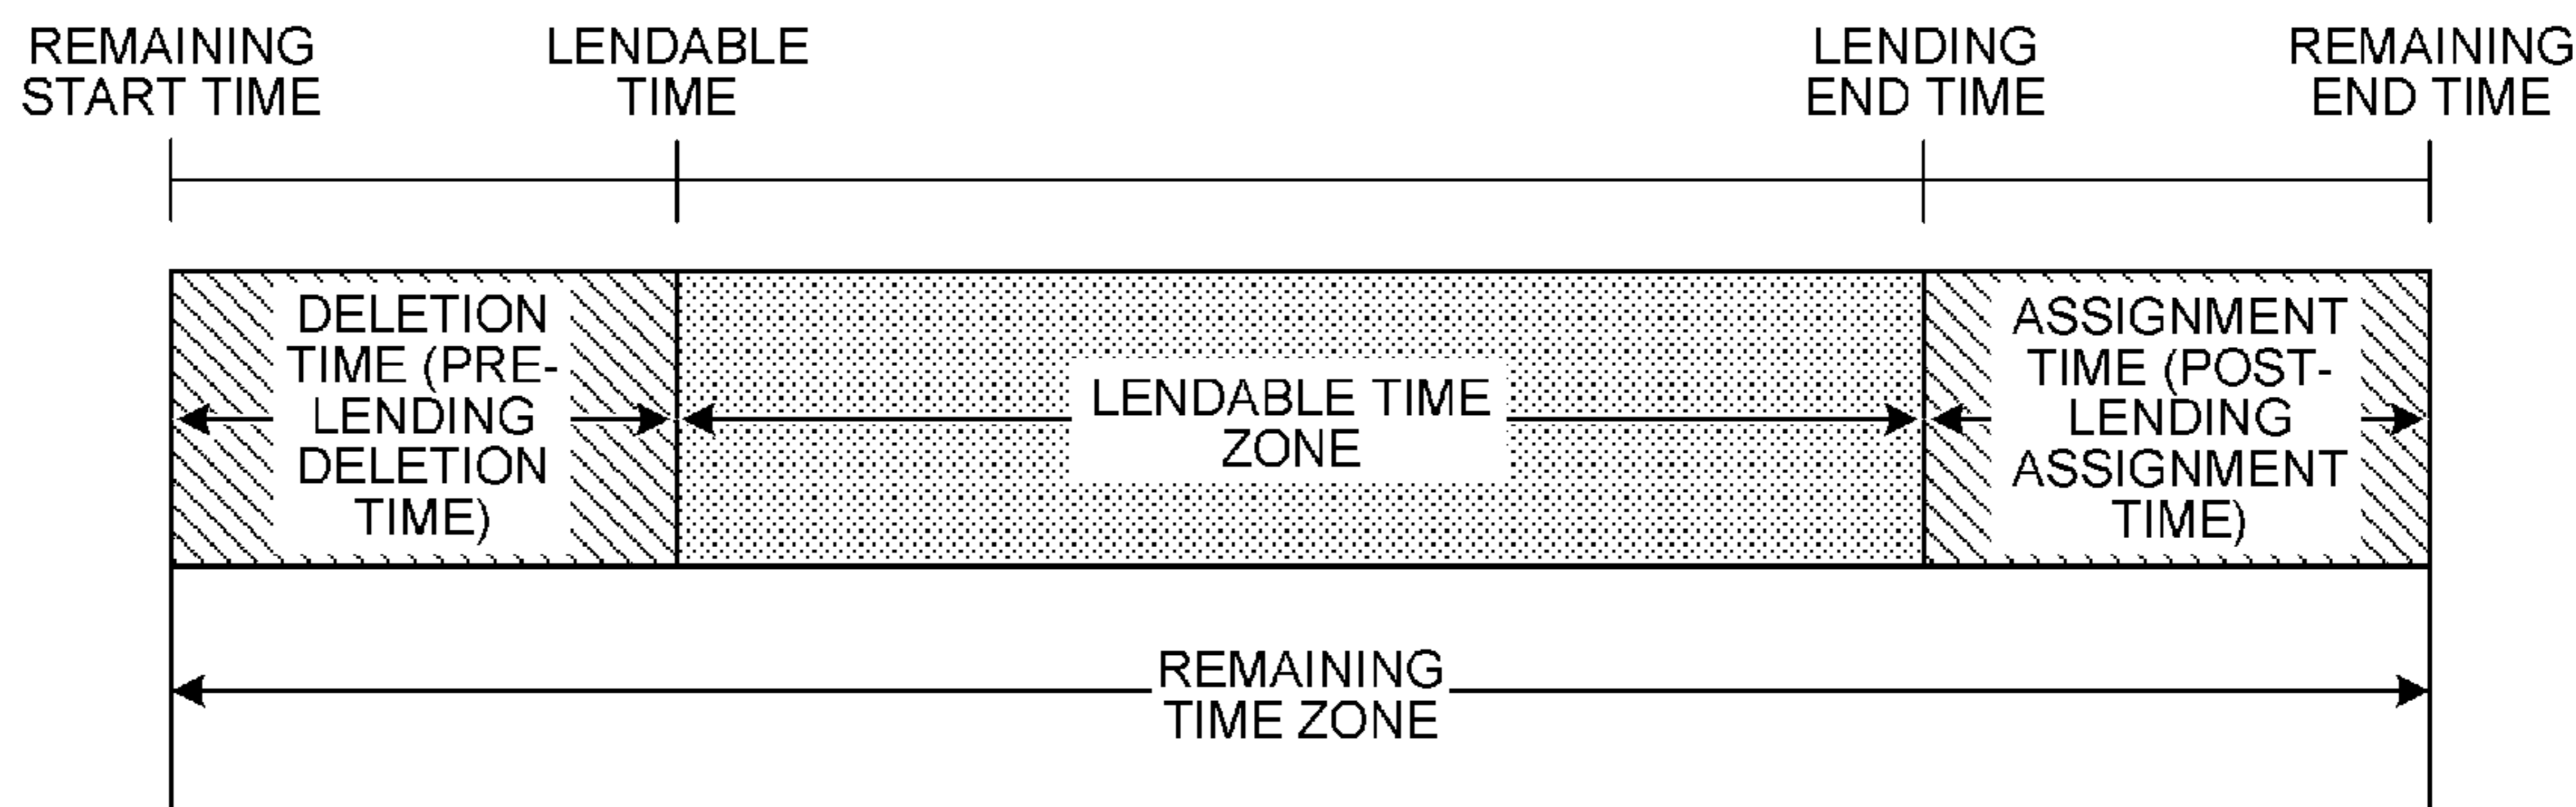 REMAINING
START TIME
LENDABLE
TIME
LENDING
END TIME
REMAINING
END TIME
DELETION
TIME (PRE-
LENDING
DELETION
TIME)
LENDABLE TIME
ZONE
ASSIGNMENT
TIME (POST-
LENDING
ASSIGNMENT
TIME)
REMAINING
TIME ZONE